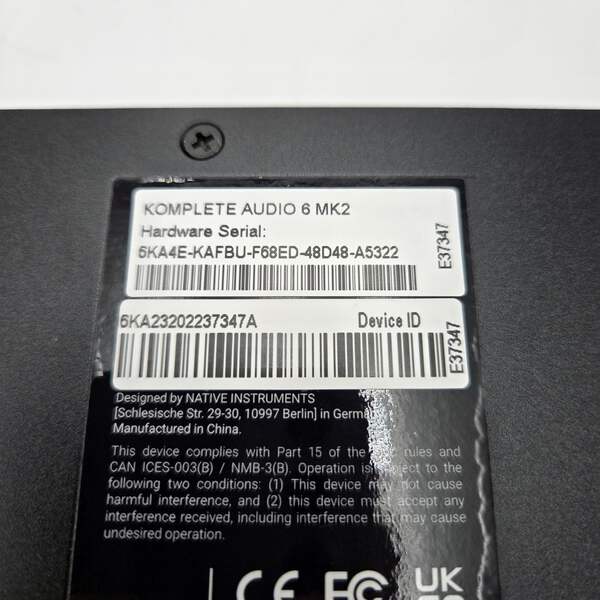 KOMPLETE AUDIO 6 MK2
Hardware Serial:
6KA4E-KAFBU-F68ED-48D48-A5322
E37347
6KA23202237347A Device ID
E37347
Designed by NATIVE INSTRUMENTS
[Schlesische Str. 29-30, 10997 Berlin] in Germany
Manufactured in China.
This device complies with Part 15 of the FCC rules and
CAN ICES-003(B) / NMB-3(B). Operation is subject to the
following two conditions: (1) This device may not cause
harmful interference, and (2) this device must accept any
interference received, including interference that may cause
undesired operation.
CE FC UK